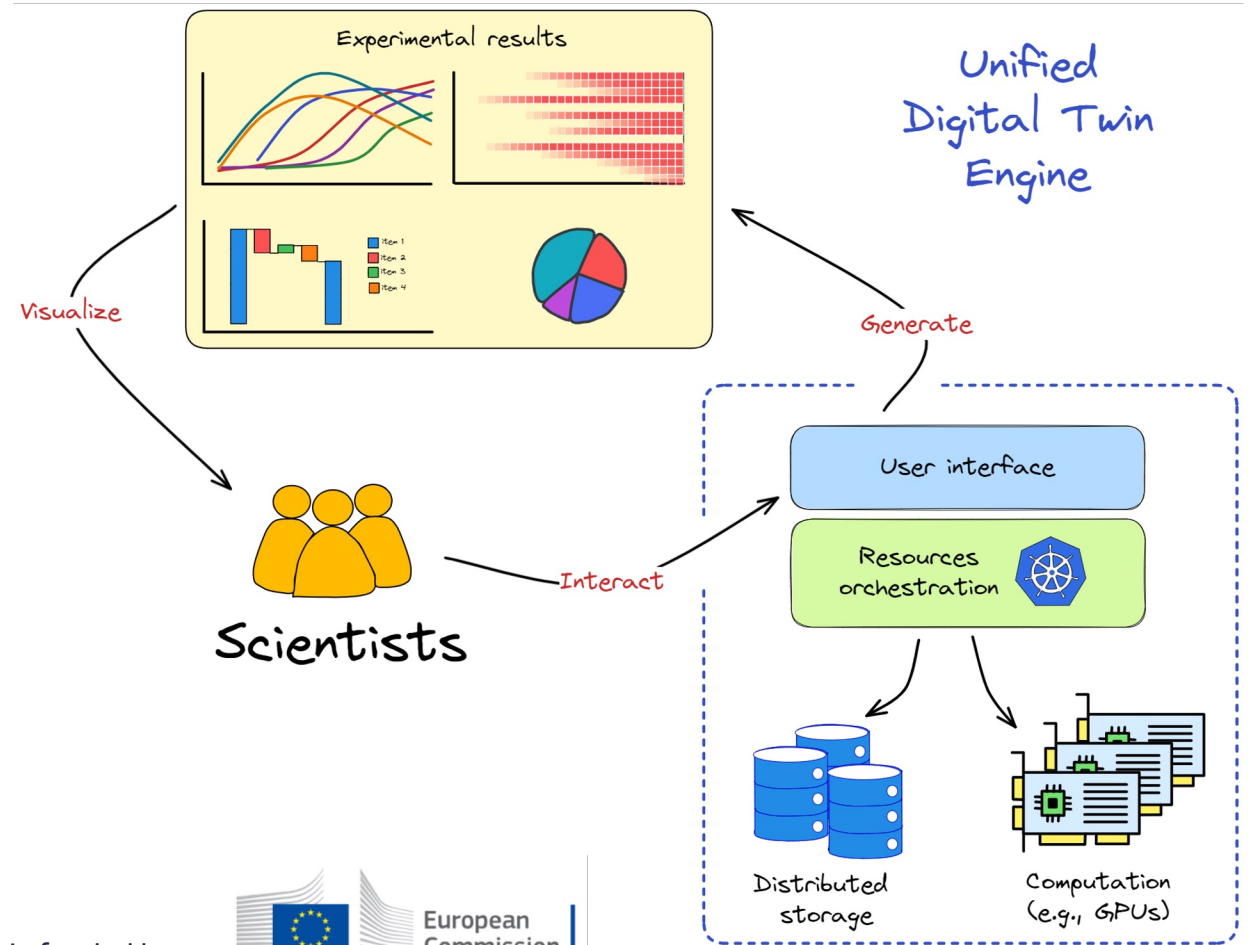 Experimental results
Unified
Digital Twin
Engine
item 1
item 2
item 3
item 4
Visualize
Generate
User interface
Resources
orchestration
Interact
Scientists
Distributed
storage
Computation
(e.g., GPUs)
European
Commission